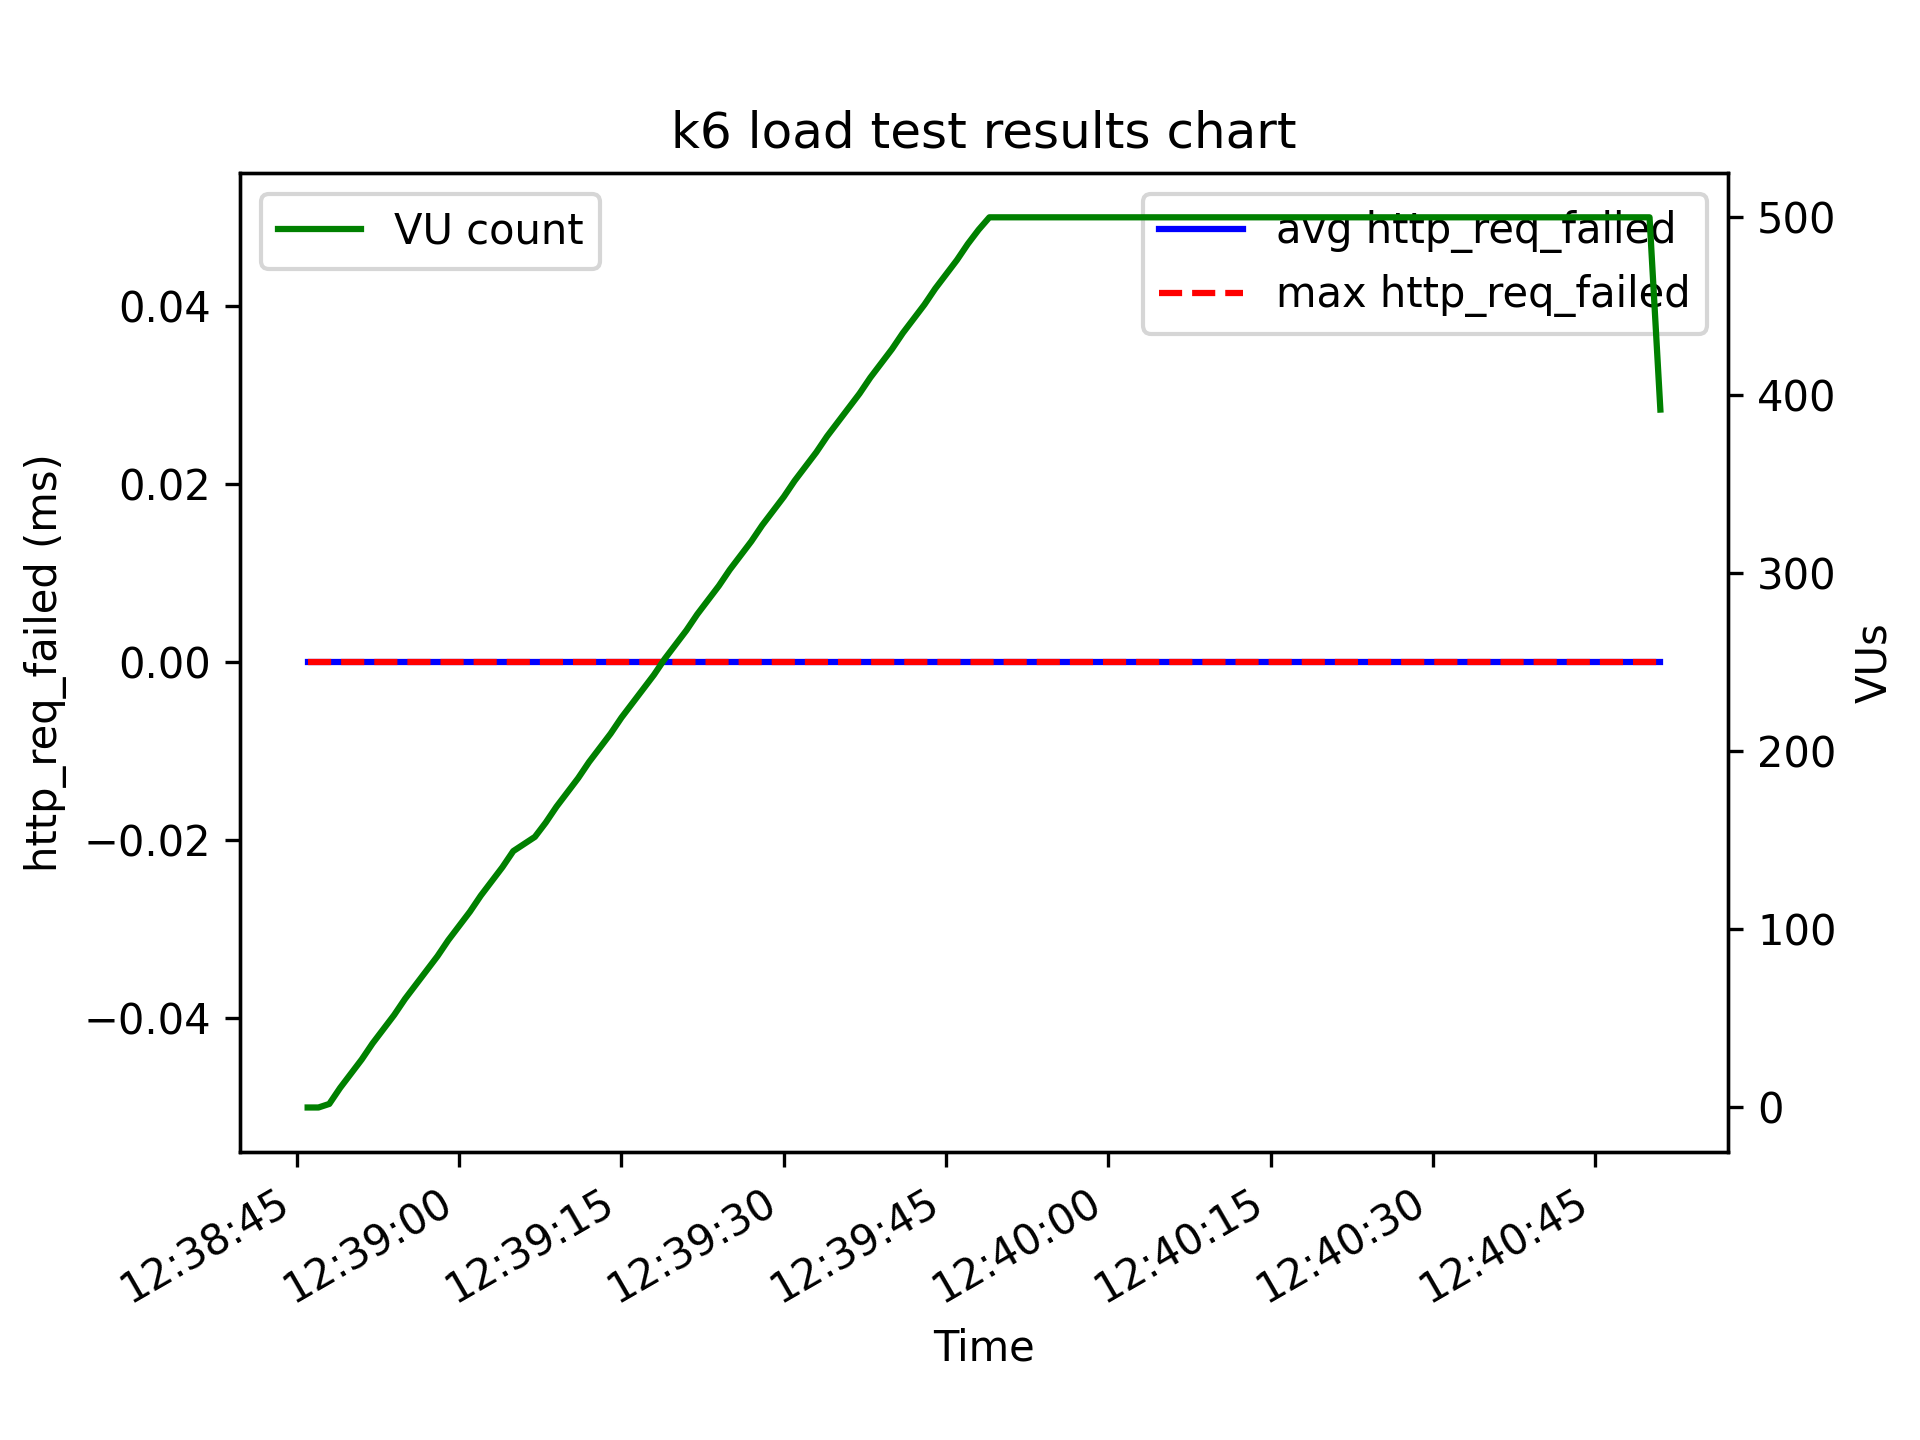 k6 load test results chart
VU count
avg http_req_failed
max http_req_failed
0.04
0.02
0.00
−0.02
−0.04
http_req_failed (ms)
500
400
300
200
100
0
VUs
12:38:45
12:39:00
12:39:15
12:39:30
12:39:45
12:40:00
12:40:15
12:40:30
12:40:45
Time